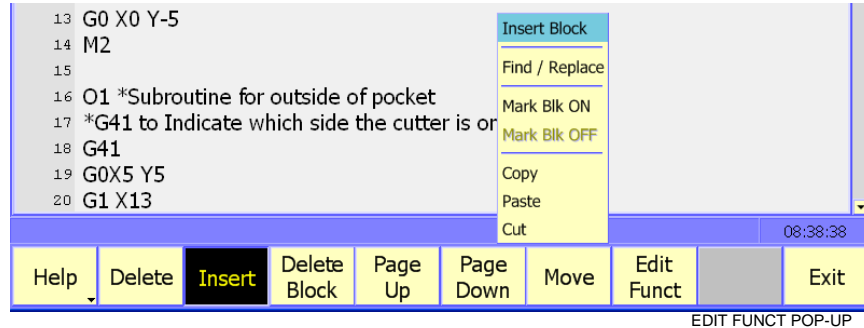 13 G0 X0 Y-5
14 M2
15
16 O1 *Subroutine for outside of pocket
17 *G41 to Indicate which side the cutter is
18 G41
19 G0X5 Y5
20 G1 X13
Insert Block
Find / Replace
Mark Blk ON
Mark Blk OFF
Copy
Paste
Cut
08:38:38
Help
Delete
Insert
Delete
Block
Page
Up
Page
Down
Move
Edit
Funct
Exit
EDIT FUNCT POP-UP